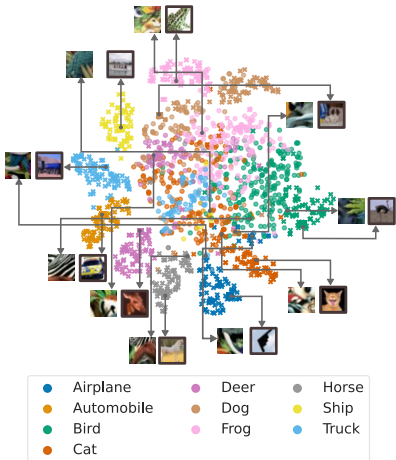 Airplane Deer Horse
Automobile Dog Ship
Bird Frog Truck
Cat